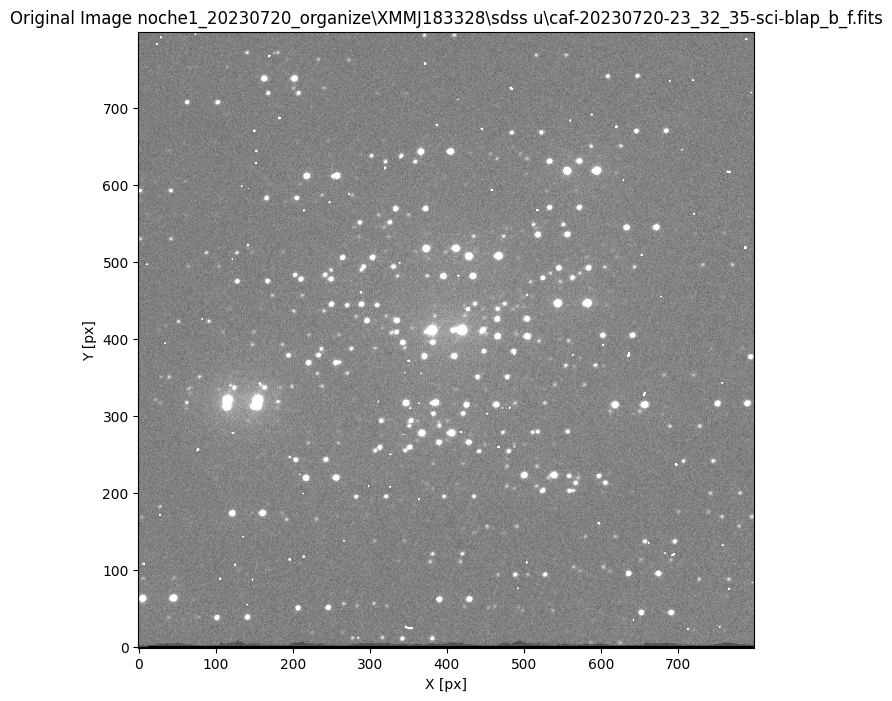 Original Image noche1_20230720_organize\XMMJ183328\sdss u\caf-20230720-23_32_35-sci-blap_b_f.fits
700
600
500
400
300
200
100
0
Y [px]
0 100 200 300 400 500 600 700
X [px]